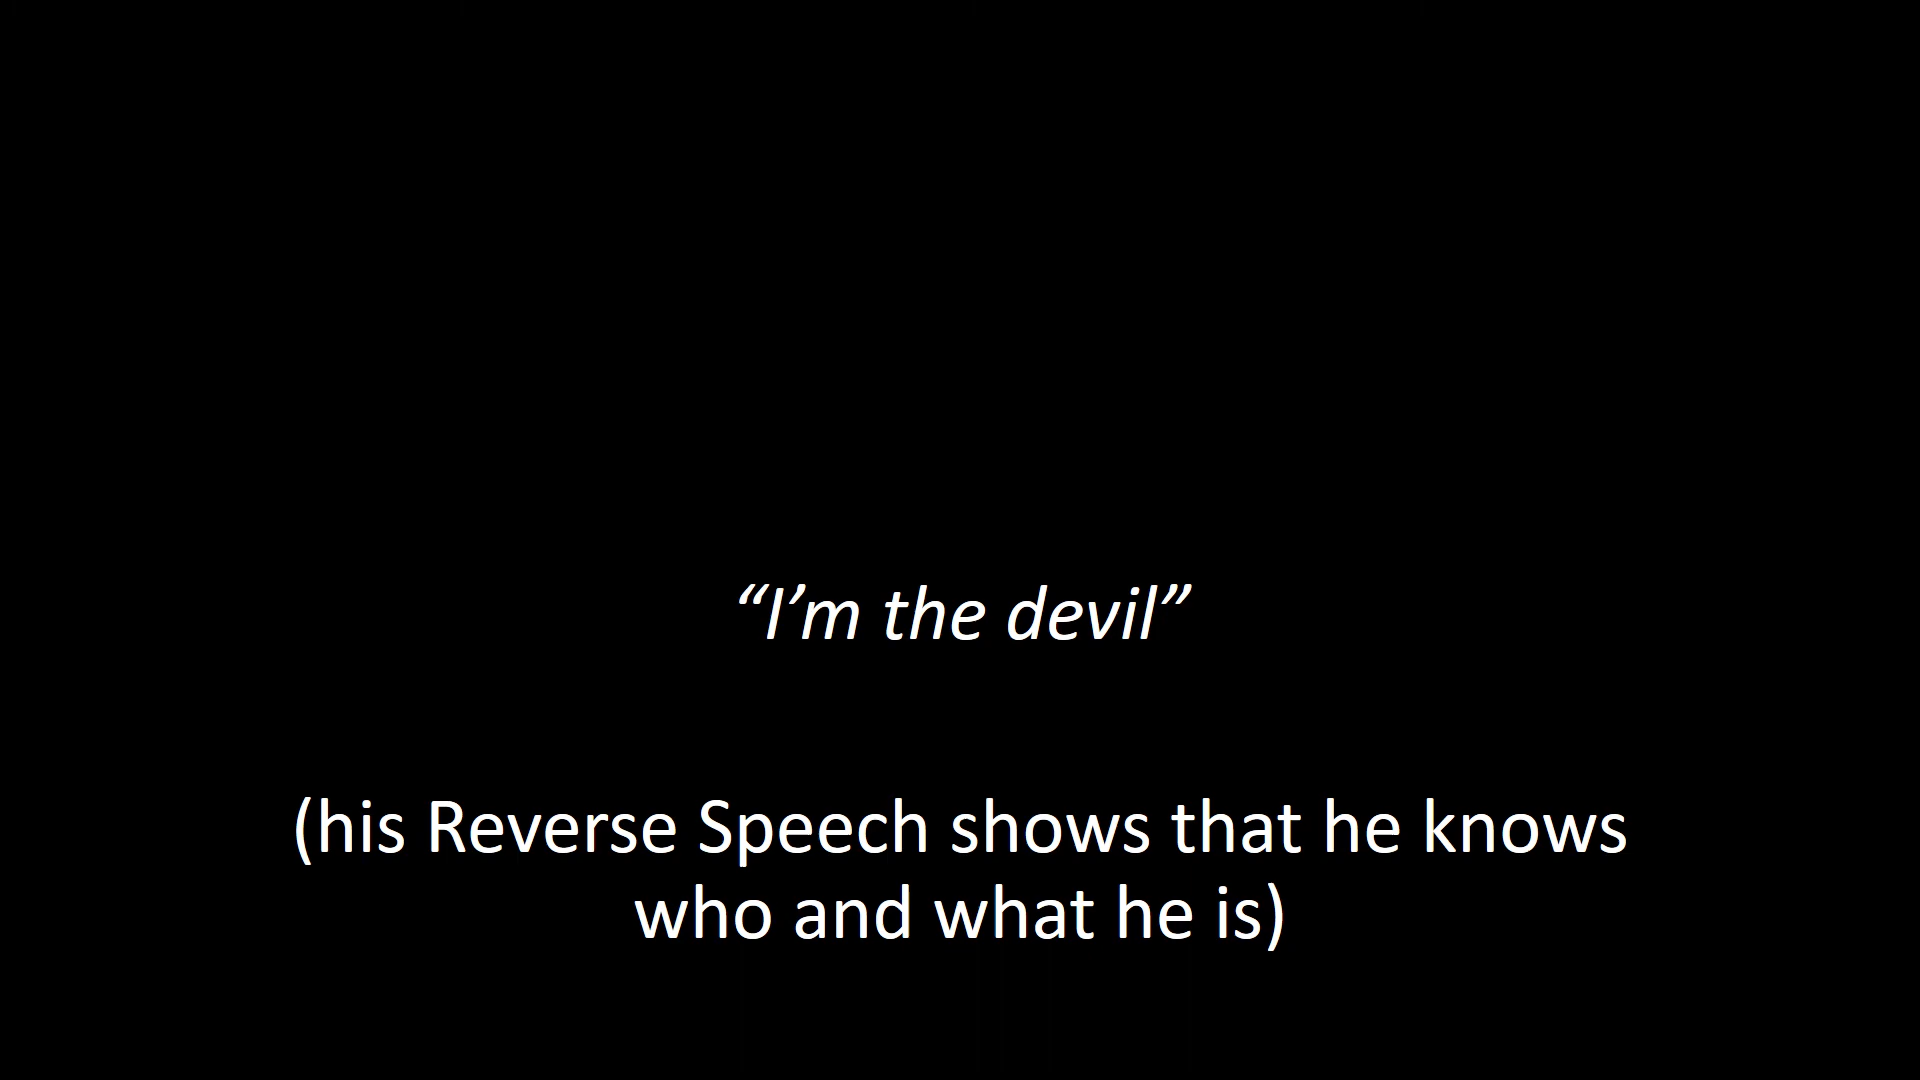 “I’m the devil”
(his Reverse Speech shows that he knows
who and what he is)